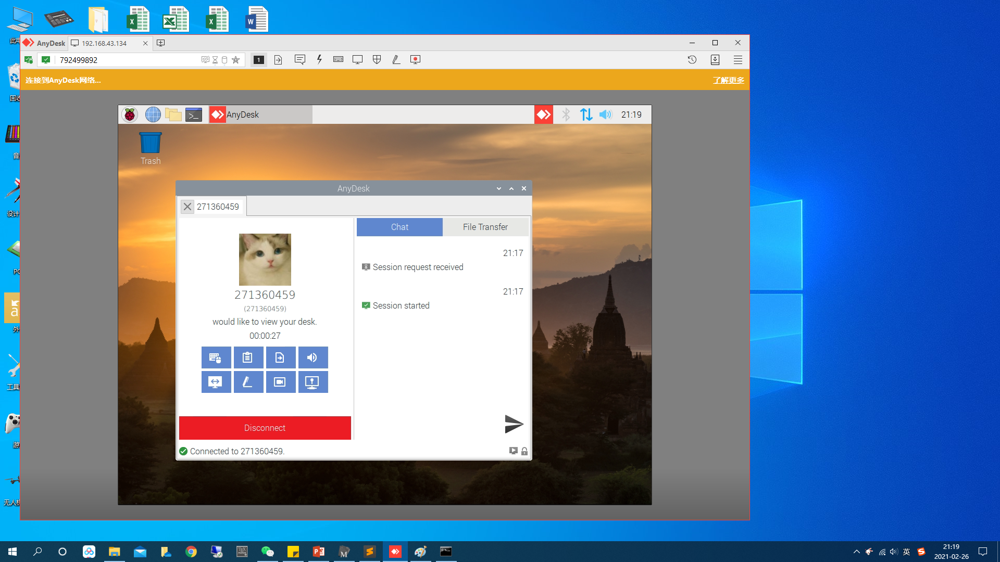 此电
AnyDesk
192.168.43.134
792499892
1
连接到AnyDesk网络...
了解更多
回收
音
设计
PC
外
工具
游
无人机
AnyDesk
21:19
Trash
AnyDesk
271360459
Chat
File Transfer
21:17
Session request received
21:17
Session started
271360459
(271360459)
would like to view your desk.
00:00:27
Disconnect
Connected to 271360459.
英
21:19
2021-02-26